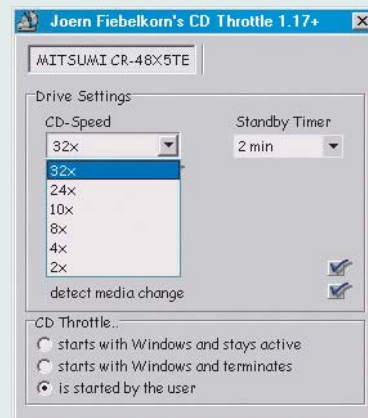 Joern Fiebelkorn's CD Throttle 1.17+
MITSUMI CR-48X5TE
Drive Settings
CD-Speed
Standby Timer
32x
2 min
32x
24x
10x
8x
4x
2x
detect media change
CD Throttle..
starts with Windows and stays active
starts with Windows and terminates
is started by the user